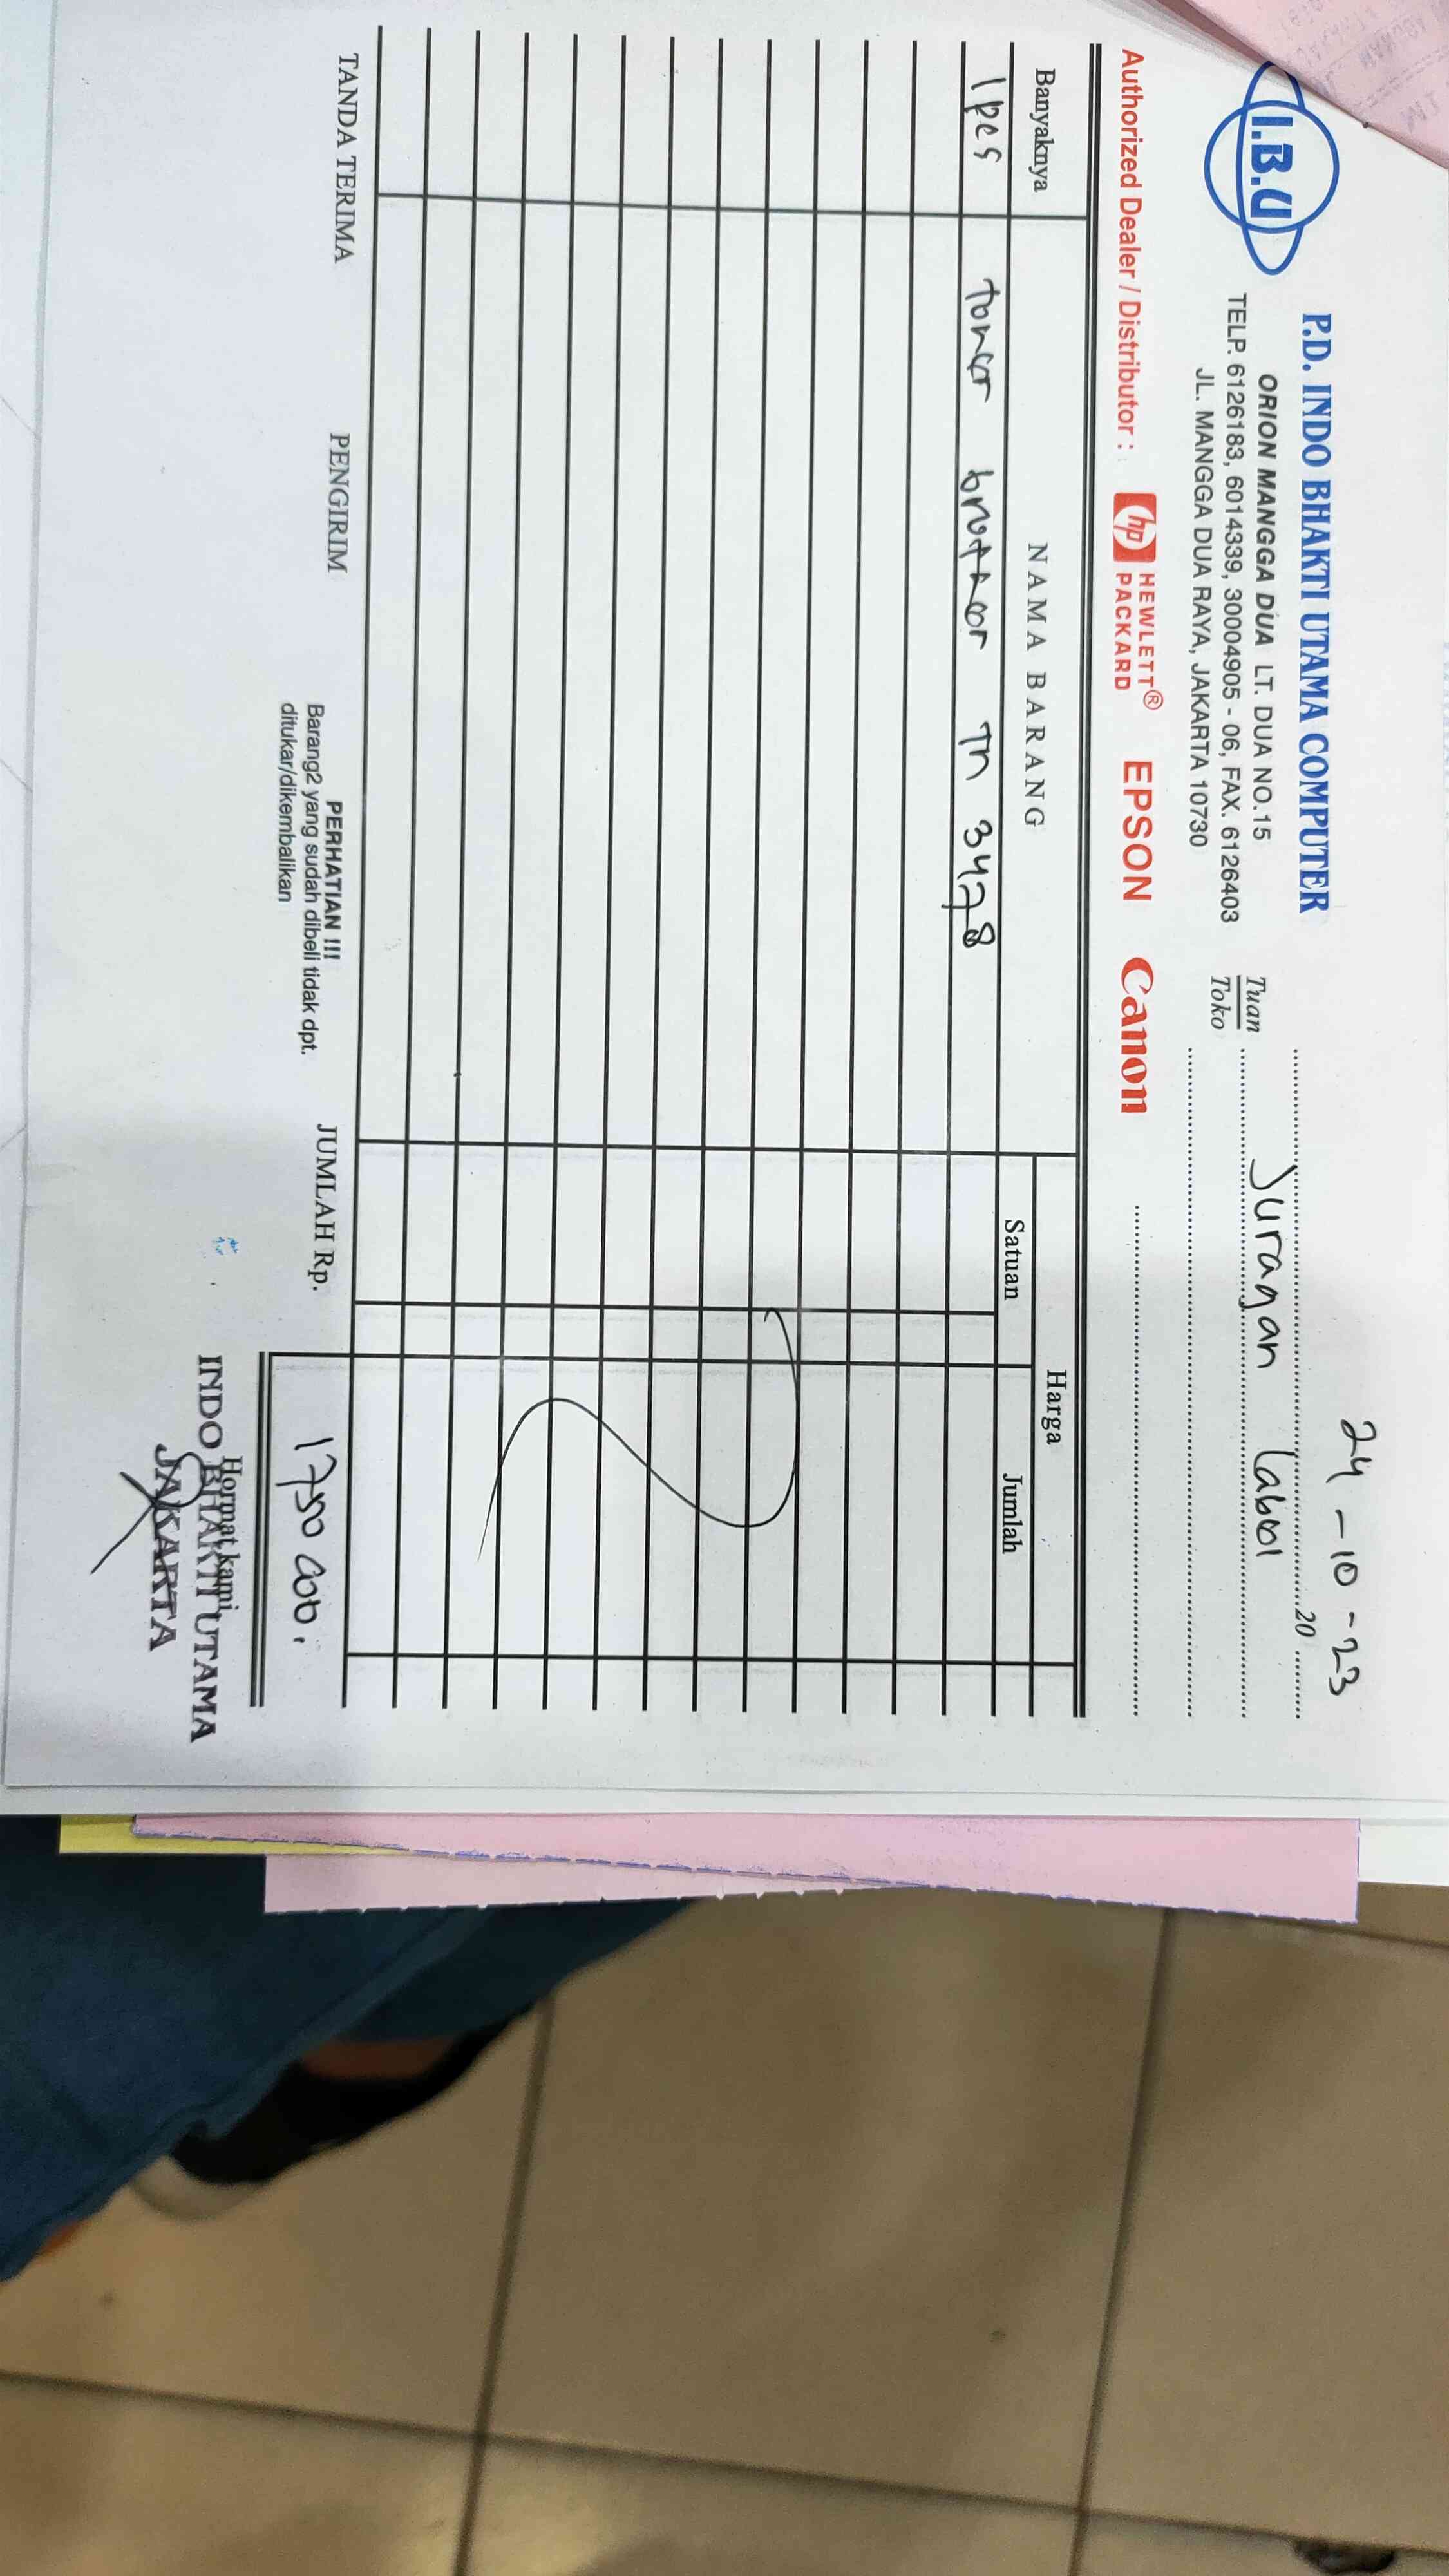 24-10-23
I.B.U
P.D. INDO BHAKTI UTAMA COMPUTER
ORION MANGGA DUA LT. DUA NO.15
TELP. 6126183, 6014339, 30004905 - 06, FAX. 6126403
JL. MANGGA DUA RAYA, JAKARTA 10730
20
Tuan
Toko
Juragan label
Authorized Dealer / Distributor :
hp HEWLETT® PACKARD EPSON Canon
Banyaknya NAMA BARANG Harga
Satuan Jumlah
1 pcs toner brother Tn 3478
TANDA TERIMA PENGIRIM
PERHATIAN !!!
Barang2 yang sudah dibeli tidak dpt.
ditukar/dikembalikan
JUMLAH Rp. 1750 000.
Hormat kami,
INDO BHAKTI UTAMA
JAKARTA